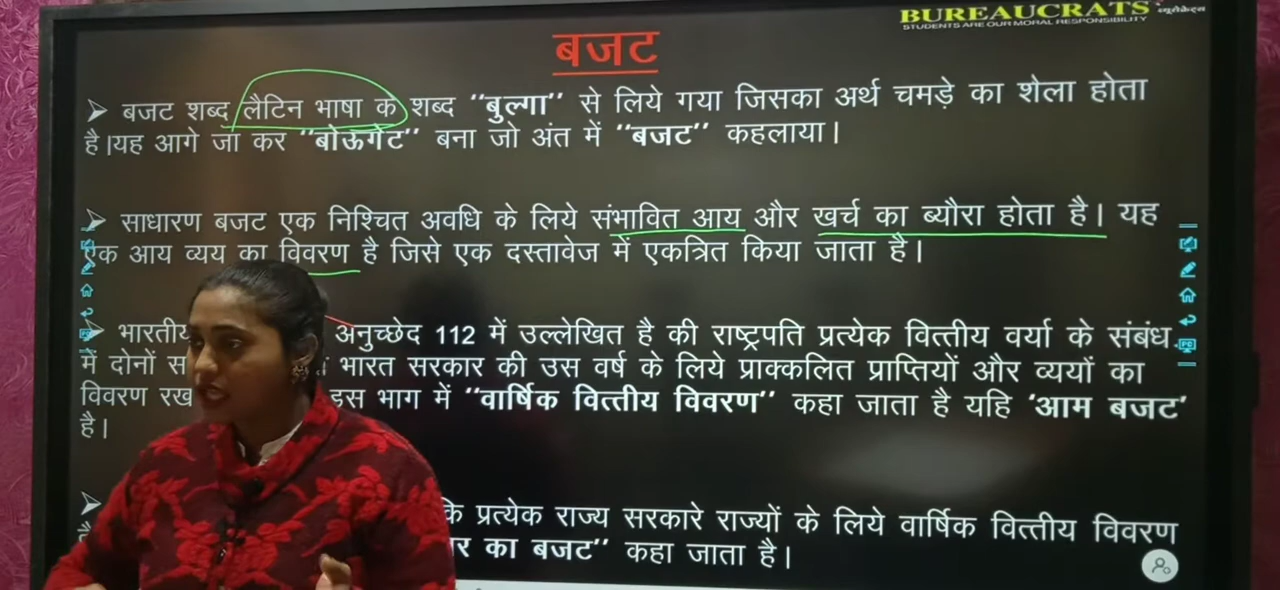 BUREAUCRATS ब्यूरोक्रेट्स
STUDENTS ARE OUR MORAL RESPONSIBILITY
बजट
➤ बजट शब्द लैटिन भाषा के शब्द ‘‘बुल्गा’’ से लिये गया जिसका अर्थ चमड़े का शेला होता
है।यह आगे जा कर ‘‘बोऊगेट’’ बना जो अंत में ‘‘बजट’’ कहलाया।
➤ साधारण बजट एक निश्चित अवधि के लिये संभावित आय और खर्च का ब्यौरा होता है। यह
एक आय व्यय का विवरण है जिसे एक दस्तावेज में एकत्रित किया जाता है।
➤ भारतीय अनुच्छेद 112 में उल्लेखित है की राष्ट्रपति प्रत्येक वित्तीय वर्या के संबंध
में दोनों भारत सरकार की उस वर्ष के लिये प्राक्कलित प्राप्तियों और व्ययों का
विवरण इस भाग में ‘‘वार्षिक वित्तीय विवरण’’ कहा जाता है यहि ‘आम बजट’
है।
➤ कि प्रत्येक राज्य सरकारे राज्यों के लिये वार्षिक वित्तीय विवरण
का बजट’’ कहा जाता है।